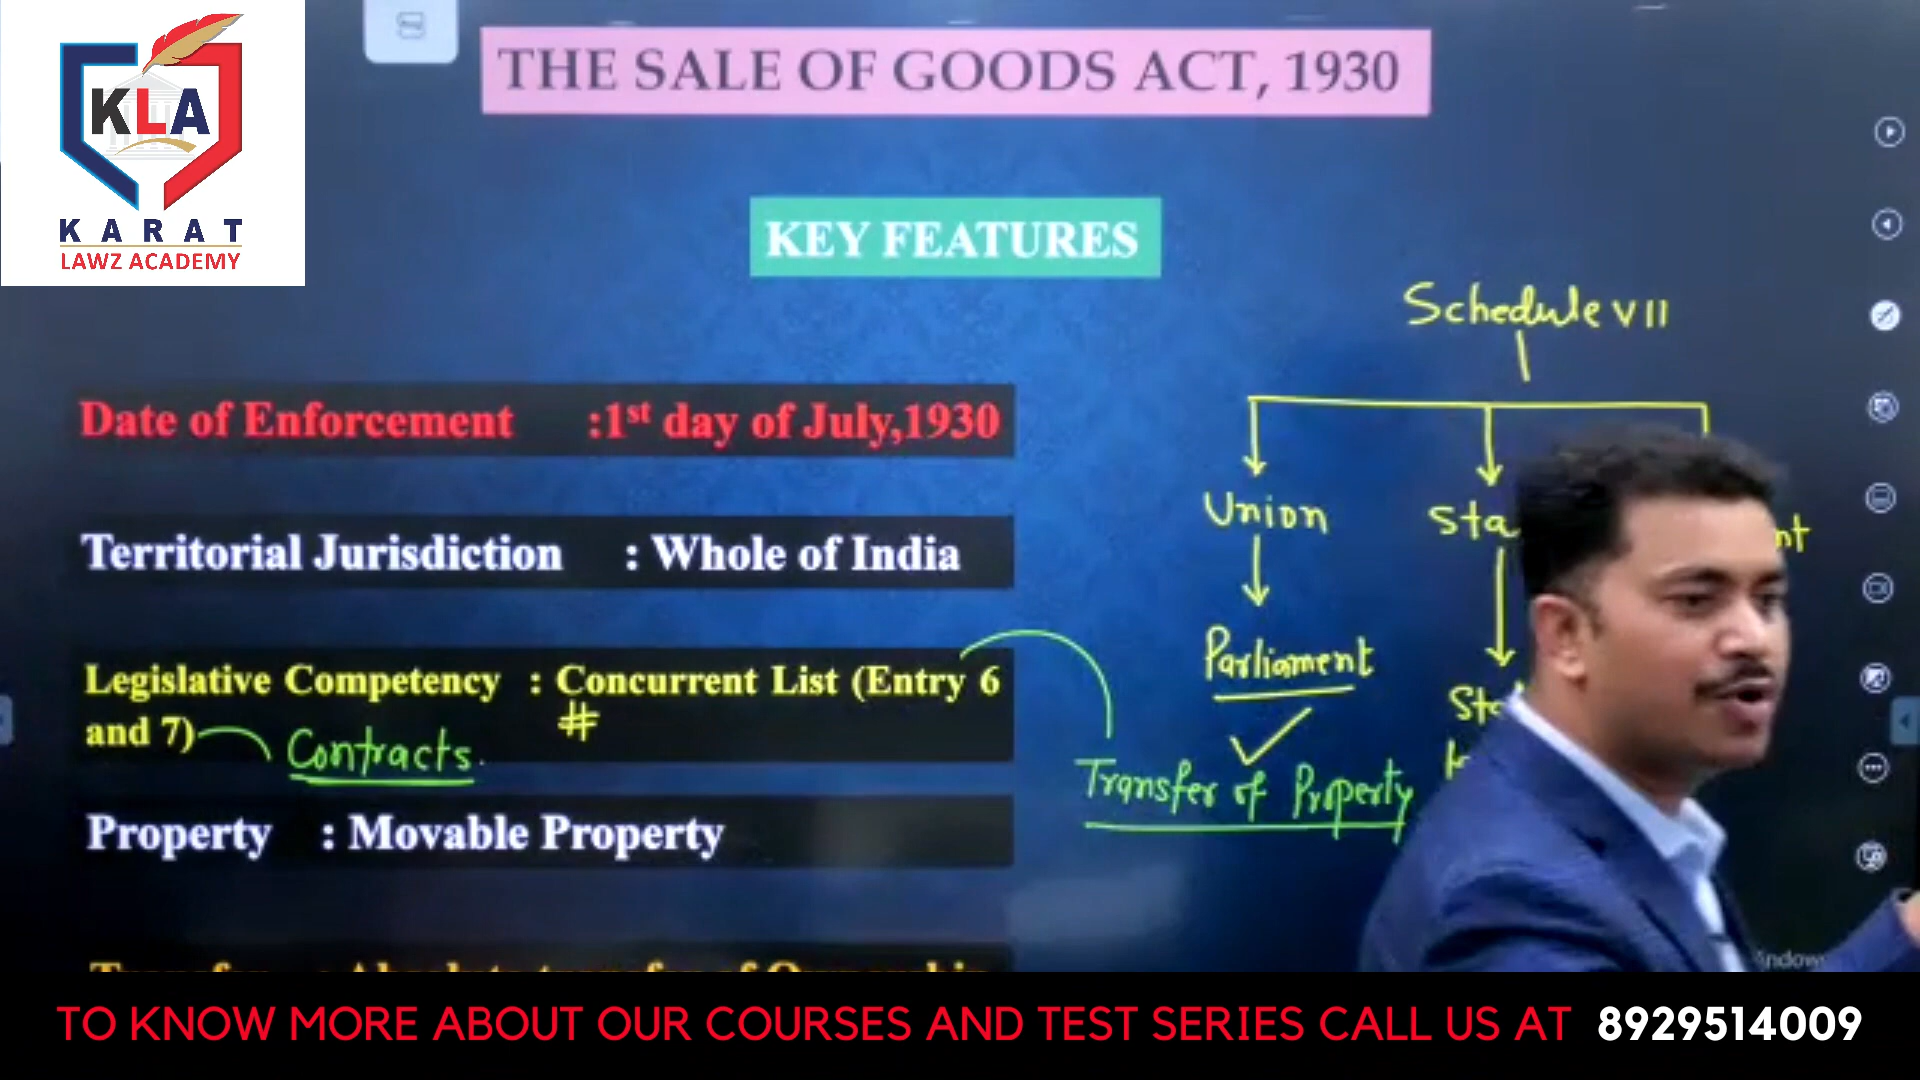 KLA
KARAT
LAWZ ACADEMY
THE SALE OF GOODS ACT, 1930
KEY FEATURES
Schedule VII
Date of Enforcement :1st day of July,1930
Union
Territorial Jurisdiction : Whole of India
Parliament
Legislative Competency : Concurrent List (Entry 6
and 7)
#
Contracts.
Transfer of Property
Property : Movable Property
TO KNOW MORE ABOUT OUR COURSES AND TEST SERIES CALL US AT 8929514009